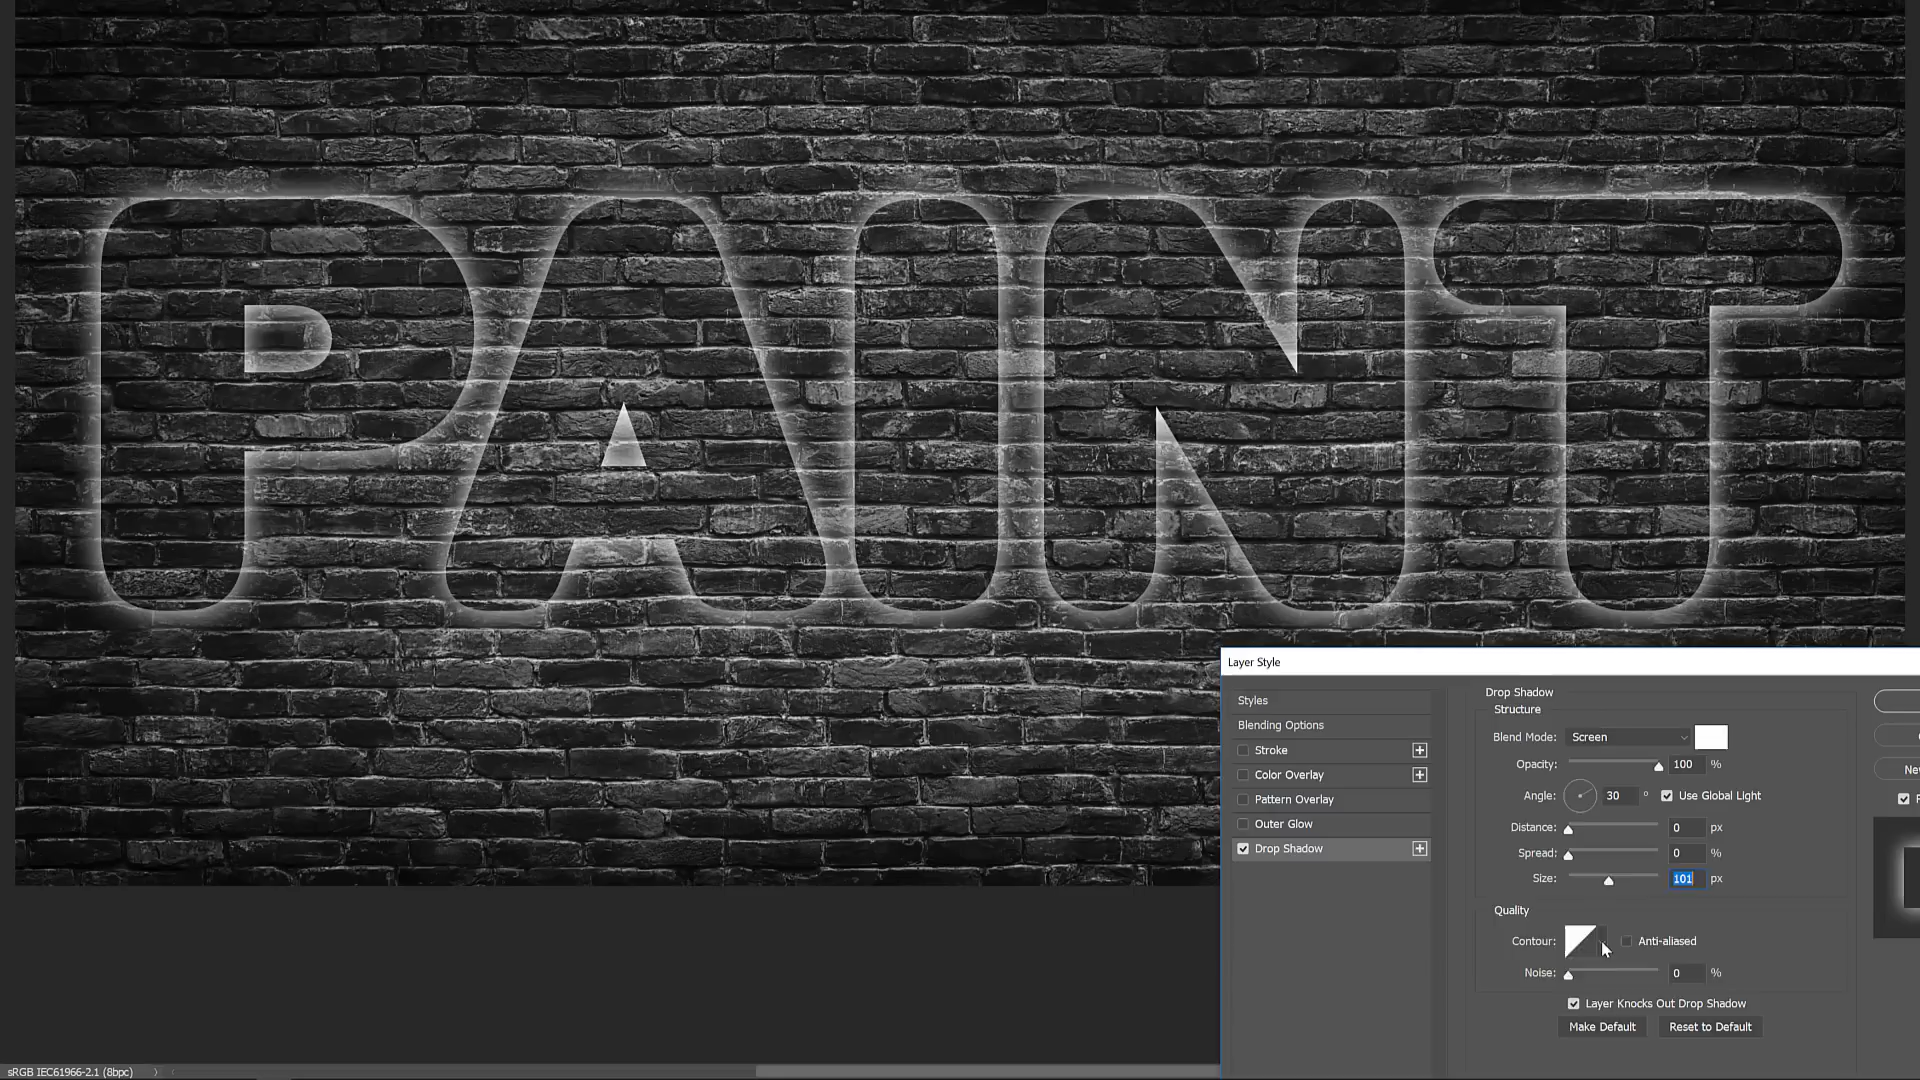 PAINT
Layer Style
Styles
Blending Options
Stroke
Color Overlay
Pattern Overlay
Outer Glow
Drop Shadow
Drop Shadow
Structure
Blend Mode: Screen
Opacity: 100 %
Angle: 30 ° Use Global Light
Distance: 0 px
Spread: 0 %
Size: 101 px
Quality
Contour: Anti-aliased
Noise: 0 %
Layer Knocks Out Drop Shadow
Make Default Reset to Default
sRGB IEC61966-2.1 (8bpc)